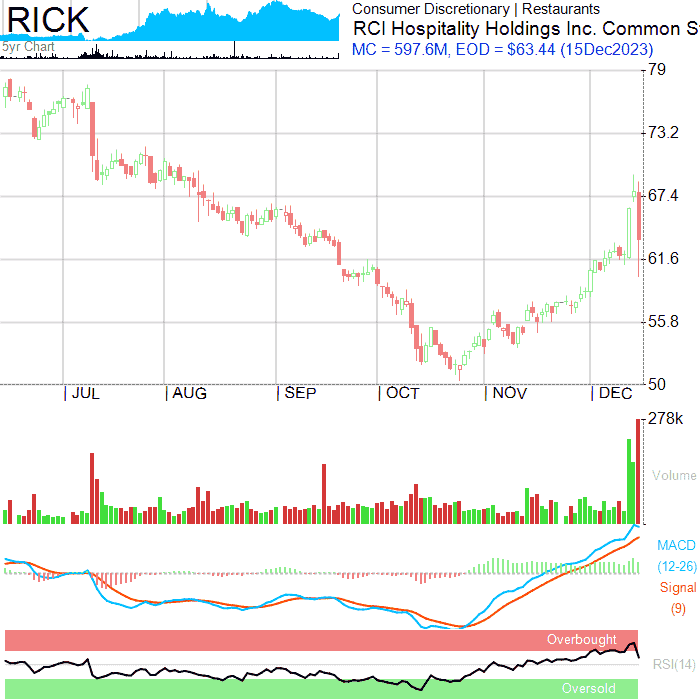 RICK
5yr Chart
Consumer Discretionary | Restaurants
RCI Hospitality Holdings Inc. Common S
MC = 597.6M, EOD = $63.44 (15Dec2023)
79
73.2
67.4
61.6
55.8
50
JUL AUG SEP OCT NOV DEC
278k
Volume
MACD
(12-26)
Signal
(9)
Overbought
RSI(14)
Oversold